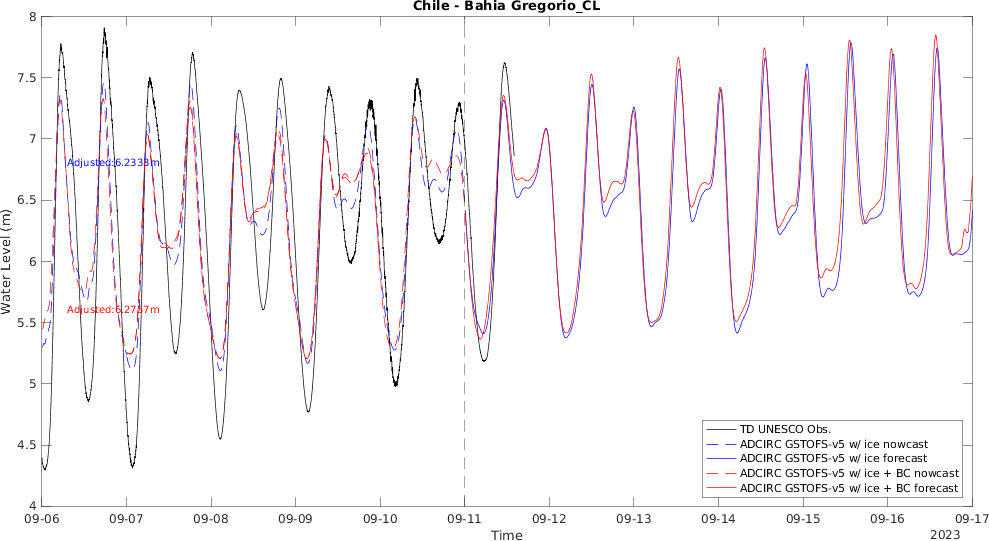 Chile - Bahia Gregorio_CL
8
7.5
7
6.5
6
5.5
5
4.5
4
Water Level (m)
Adjusted:6.2333m
Adjusted:6.2787m
TD UNESCO Obs.
ADCIRC GSTOFS-v5 w/ ice nowcast
ADCIRC GSTOFS-v5 w/ ice forecast
ADCIRC GSTOFS-v5 w/ ice + BC nowcast
ADCIRC GSTOFS-v5 w/ ice + BC forecast
09-06 09-07 09-08 09-09 09-10 09-11 09-12 09-13 09-14 09-15 09-16 09-17
Time
2023